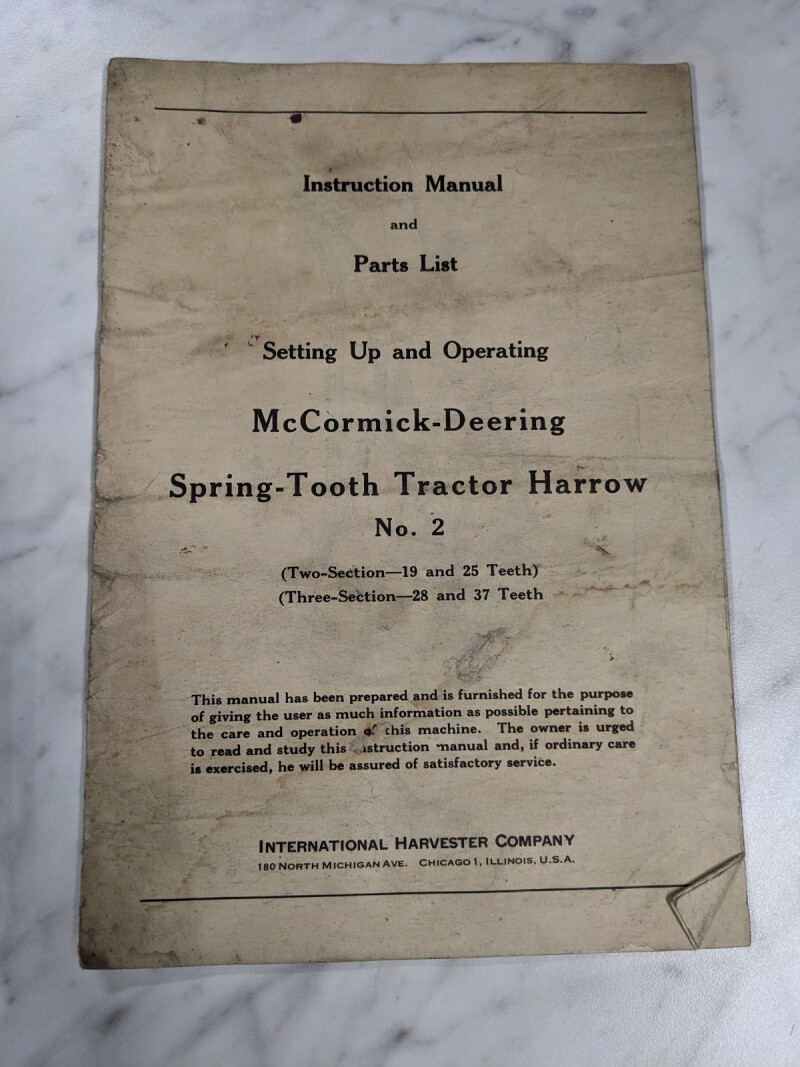 Instruction Manual
and
Parts List
Setting Up and Operating
McCormick-Deering
Spring-Tooth Tractor Harrow
No. 2
(Two-Section—19 and 25 Teeth)
(Three-Section—28 and 37 Teeth
This manual has been prepared and is furnished for the purpose
of giving the user as much information as possible pertaining to
the care and operation of this machine. The owner is urged
to read and study this instruction manual and, if ordinary care
is exercised, he will be assured of satisfactory service.
INTERNATIONAL HARVESTER COMPANY
180 NORTH MICHIGAN AVE. CHICAGO 1, ILLINOIS, U.S.A.